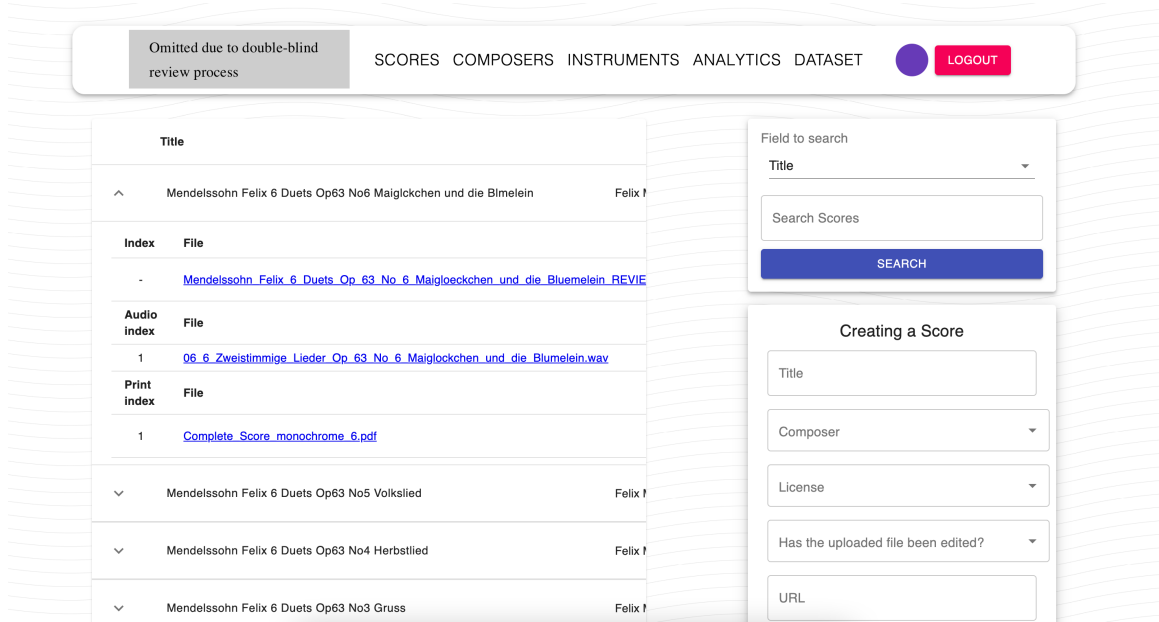 Omitted due to double-blind
review process
SCORES COMPOSERS INSTRUMENTS ANALYTICS DATASET
LOGOUT
Title
Mendelssohn Felix 6 Duets Op63 No6 Maiglckchen und die Blmelein Felix M
Index File
- Mendelssohn_Felix_6_Duets_Op_63_No_6_Maigloeckchen_und_die_Bluemelein_REVIE
Audio
index File
1 06_6_Zweistimmige_Lieder_Op_63_No_6_Maiglockchen_und_die_Blumelein.wav
Print
index File
1 Complete_Score_monochrome_6.pdf
Mendelssohn Felix 6 Duets Op63 No5 Volkslied Felix M
Mendelssohn Felix 6 Duets Op63 No4 Herbstlied Felix M
Mendelssohn Felix 6 Duets Op63 No3 Gruss Felix M
Field to search
Title
Search Scores
SEARCH
Creating a Score
Title
Composer
License
Has the uploaded file been edited?
URL